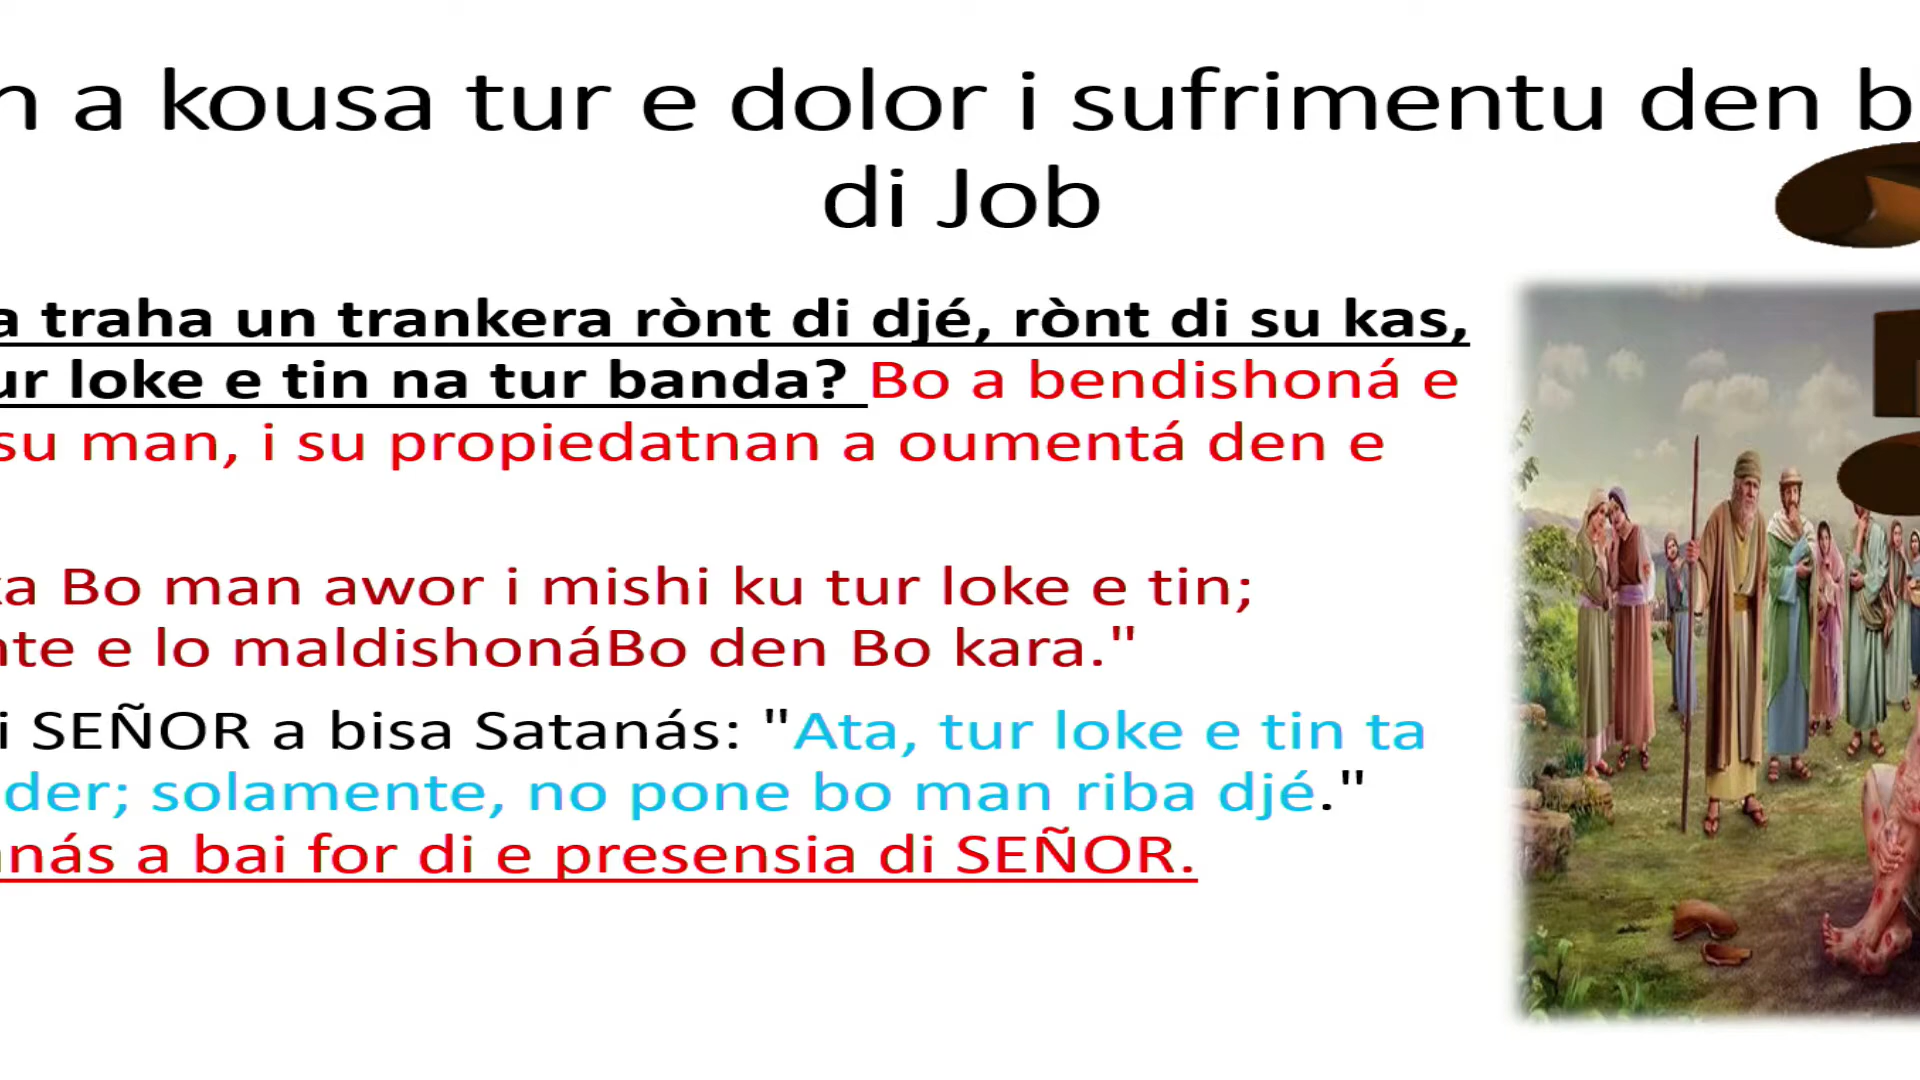 n a kousa tur e dolor i sufrimentu den b
di Job
a traha un trankera rònt di djé, rònt di su kas,
ur loke e tin na tur banda? Bo a bendishoná e
su man, i su propiedatnan a oumentá den e
ka Bo man awor i mishi ku tur loke e tin;
nte e lo maldishonáBo den Bo kara."
i SEÑOR a bisa Satanás: "Ata, tur loke e tin ta
der; solamente, no pone bo man riba djé."
nás a bai for di e presensia di SEÑOR.